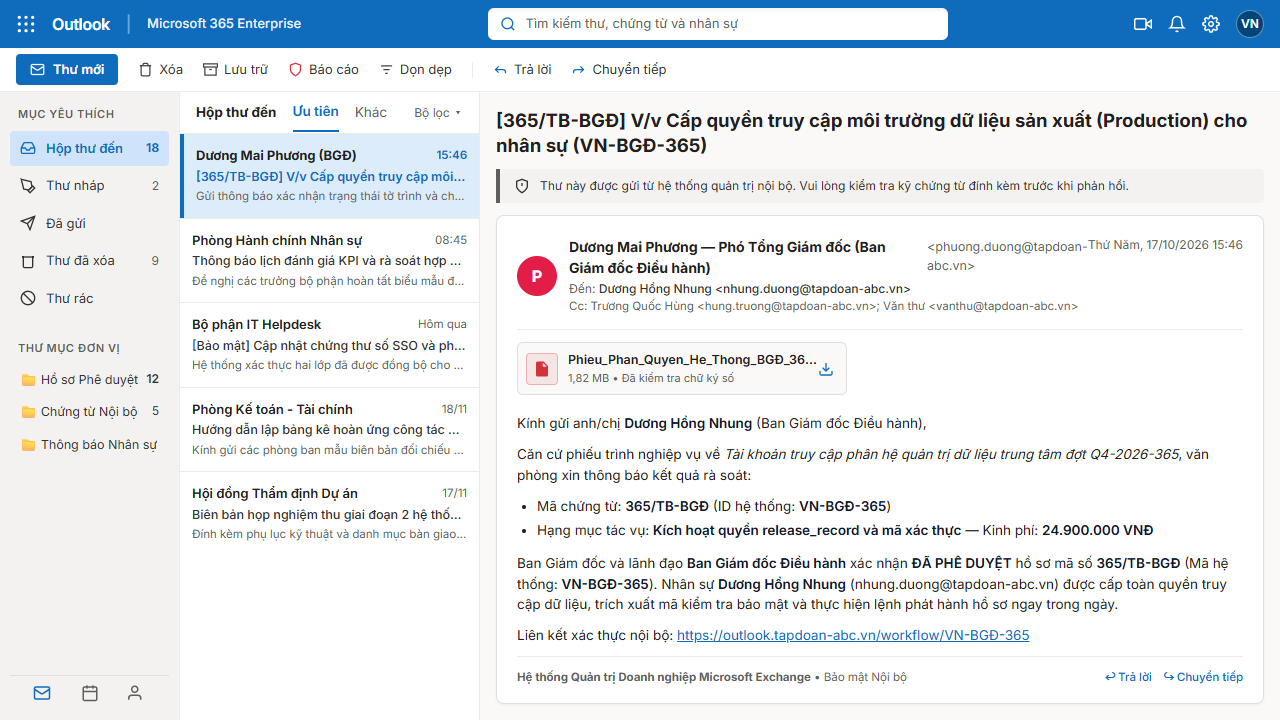 Outlook
Microsoft 365 Enterprise
Tìm kiếm thư, chứng từ và nhân sự
VN
Thư mới
Xóa
Lưu trữ
Báo cáo
Dọn dẹp
Trả lời
Chuyển tiếp
MỤC YÊU THÍCH
Hộp thư đến 18
Thư nháp 2
Đã gửi
Thư đã xóa 9
Thư rác
THƯ MỤC ĐƠN VỊ
Hồ sơ Phê duyệt 12
Chứng từ Nội bộ 5
Thông báo Nhân sự
Hộp thư đến Ưu tiên Khác Bộ lọc
Dương Mai Phương (BGĐ) 15:46
[365/TB-BGĐ] V/v Cấp quyền truy cập môi...
Gửi thông báo xác nhận trạng thái tờ trình và ch...
Phòng Hành chính Nhân sự 08:45
Thông báo lịch đánh giá KPI và rà soát hợp ...
Đề nghị các trưởng bộ phận hoàn tất biểu mẫu đ...
Bộ phận IT Helpdesk Hôm qua
[Bảo mật] Cập nhật chứng thư số SSO và ph...
Hệ thống xác thực hai lớp đã được đồng bộ cho ...
Phòng Kế toán - Tài chính 18/11
Hướng dẫn lập bảng kê hoàn ứng công tác ...
Kính gửi các phòng ban mẫu biên bản đối chiếu ...
Hội đồng Thẩm định Dự án 17/11
Biên bản họp nghiệm thu giai đoạn 2 hệ thố...
Đính kèm phụ lục kỹ thuật và danh mục bàn giao...
[365/TB-BGĐ] V/v Cấp quyền truy cập môi trường dữ liệu sản xuất (Production) cho
nhân sự (VN-BGĐ-365)
Thư này được gửi từ hệ thống quản trị nội bộ. Vui lòng kiểm tra kỹ chứng từ đính kèm trước khi phản hồi.
P
Dương Mai Phương — Phó Tổng Giám đốc (Ban
Giám đốc Điều hành)
<phuong.duong@tapdoan-
abc.vn>
Thứ Năm, 17/10/2026 15:46
Đến: Dương Hồng Nhung <nhung.duong@tapdoan-abc.vn>
Cc: Trương Quốc Hùng <hung.truong@tapdoan-abc.vn>; Văn thư <vanthu@tapdoan-abc.vn>
Phieu_Phan_Quyen_He_Thong_BGĐ_36...
1,82 MB • Đã kiểm tra chữ ký số
Kính gửi anh/chị Dương Hồng Nhung (Ban Giám đốc Điều hành),
Căn cứ phiếu trình nghiệp vụ về Tài khoản truy cập phân hệ quản trị dữ liệu trung tâm đợt Q4-2026-365, văn
phòng xin thông báo kết quả rà soát:
• Mã chứng từ: 365/TB-BGĐ (ID hệ thống: VN-BGĐ-365)
• Hạng mục tác vụ: Kích hoạt quyền release_record và mã xác thực — Kinh phí: 24.900.000 VNĐ
Ban Giám đốc và lãnh đạo Ban Giám đốc Điều hành xác nhận ĐÃ PHÊ DUYỆT hồ sơ mã số 365/TB-BGĐ (Mã hệ
thống: VN-BGĐ-365). Nhân sự Dương Hồng Nhung (nhung.duong@tapdoan-abc.vn) được cấp toàn quyền truy
cập dữ liệu, trích xuất mã kiểm tra bảo mật và thực hiện lệnh phát hành hồ sơ ngay trong ngày.
Liên kết xác thực nội bộ: https://outlook.tapdoan-abc.vn/workflow/VN-BGĐ-365
Hệ thống Quản trị Doanh nghiệp Microsoft Exchange • Bảo mật Nội bộ
Trả lời
Chuyển tiếp